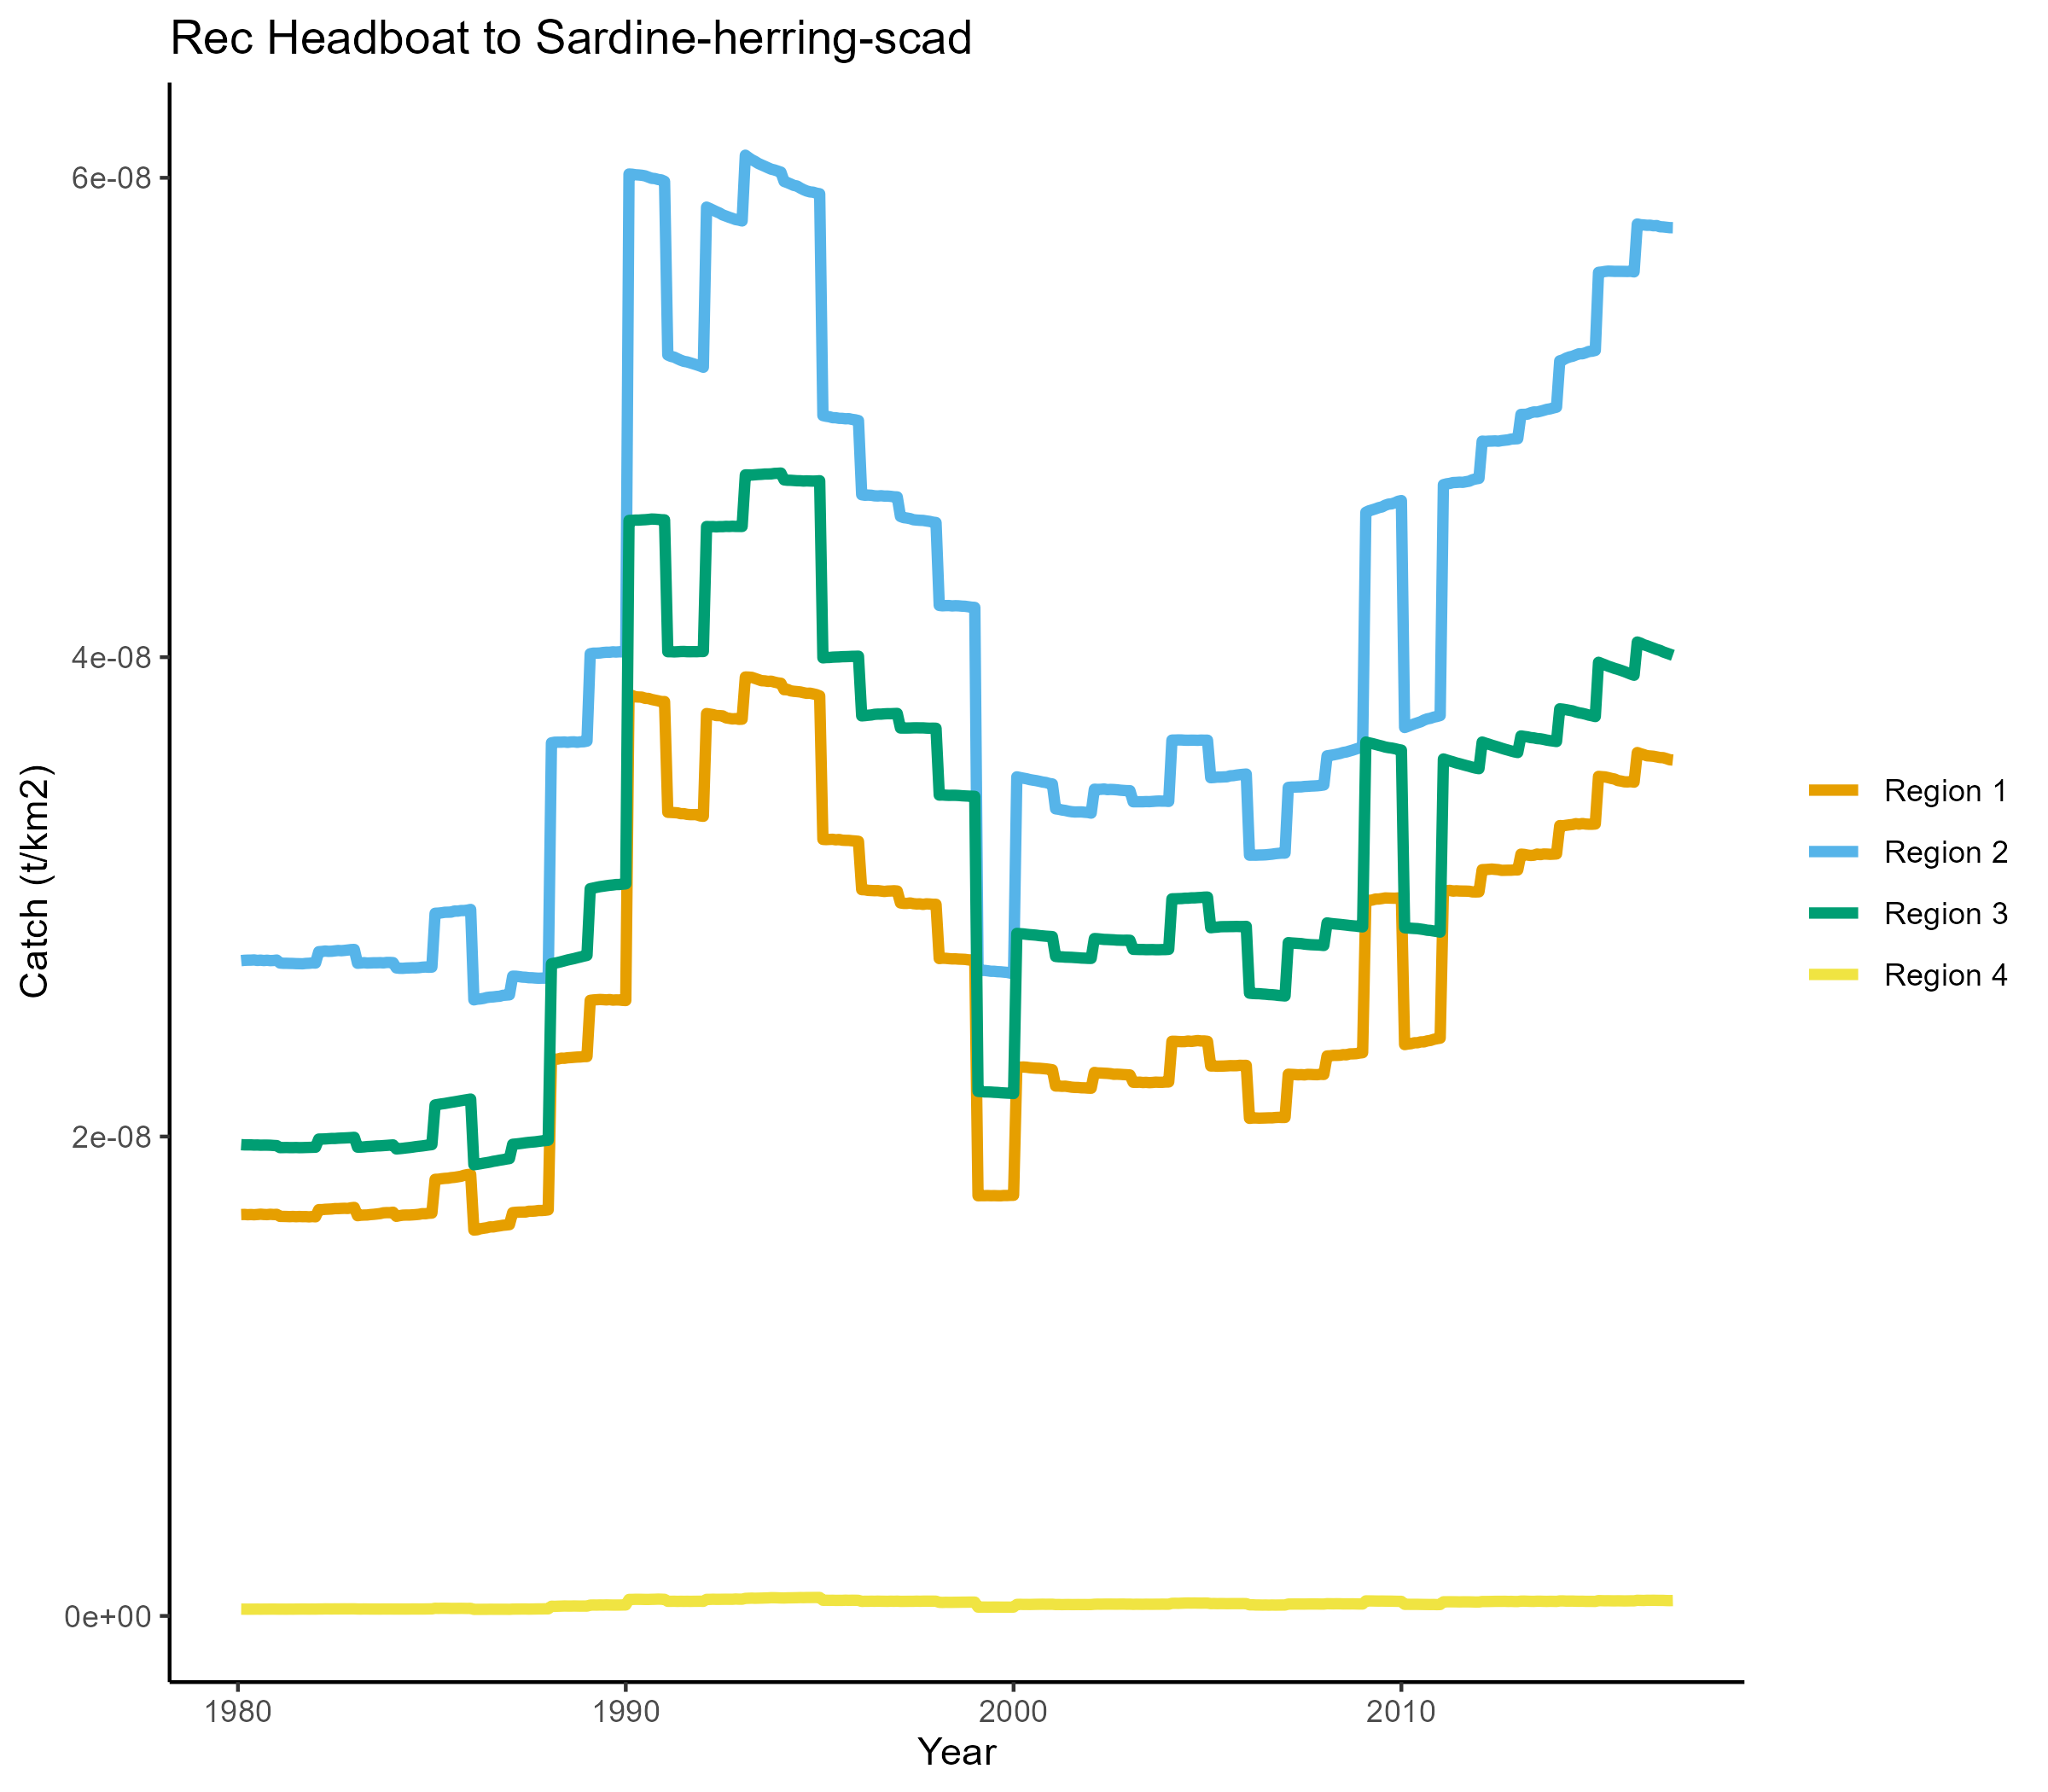 Rec Headboat to Sardine-herring-scad
Catch (t/km2)
6e-08
4e-08
2e-08
0e+00
1980
1990
2000
2010
Year
Region 1
Region 2
Region 3
Region 4